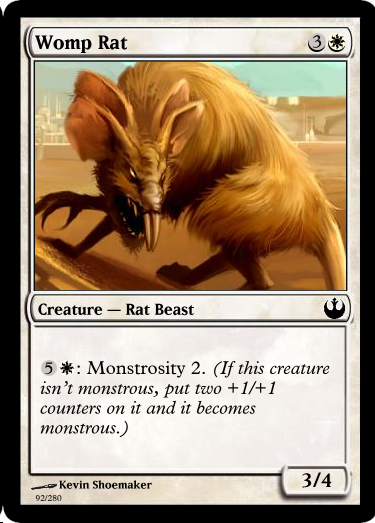 Womp Rat 3
Creature — Rat Beast
5 : Monstrosity 2. (If this creature
isn't monstrous, put two +1/+1
counters on it and it becomes
monstrous.)
Kevin Shoemaker
3/4
92/280